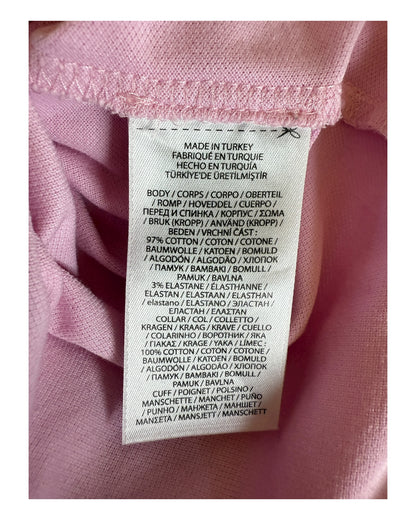 MADE IN TURKEY
FABRIQUÉ EN TURQUIE
HECHO EN TURQUÍA
TÜRKİYE'DE ÜRETİLMİŞTİR
BODY / CORPS / CORPO / OBERTEIL
/ ROMP / HOVEDDEL / CUERPO /
ПЕРЕД И СПИНКА / КОРПУС / ΣΩΜΑ
/ BRUK (KROPP) / ANVÄND (KROPP) /
BEDEN / VRCHNÍ ČÁST :
97% COTTON / COTON / COTONE /
BAUMWOLLE / KATOEN / BOMULD
/ ALGODÓN / ALGODÃO / ХЛОПОК
/ ПАМУК / BAMBAKI / BOMULL /
PAMUK / BAVLNA
3% ELASTANE / ÉLASTHANNE /
ELASTAN / ELASTAAN / ELASTHAN
/ elastano / ELASTANO / ЭЛАСТАН /
ЕЛАСТАН / ΕΛΑΣΤΑΝ
COLLAR / COL / COLLETTO /
KRAGEN / KRAAG / KRAVE / CUELLO
/ COLARINHO / ВОРОТНИК / ЯКА
/ ΓΙΑΚΑΣ / KRAGE / YAKA / LÍMEC :
100% COTTON / COTON / COTONE /
BAUMWOLLE / KATOEN / BOMULD
/ ALGODÓN / ALGODÃO / ХЛОПОК
/ ПАМУК / BAMBAKI / BOMULL /
PAMUK / BAVLNA
CUFF / POIGNET / POLSINO /
MANSCHETTE / MANCHET / PUÑO
/ PUNHO / МАНЖЕТА / МАНШЕТ /
ΜΑΝΣΕΤΑ / MANSJETT / MANSCHETT